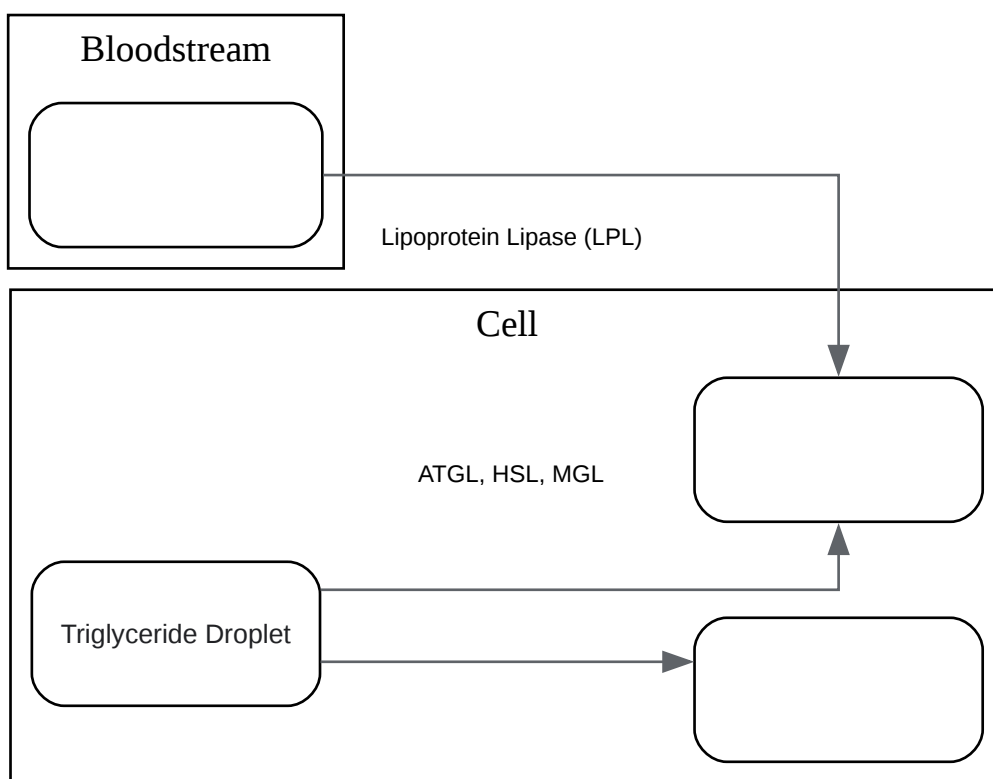 Bloodstream
Lipoprotein Lipase (LPL)
Cell
ATGL, HSL, MGL
Triglyceride Droplet